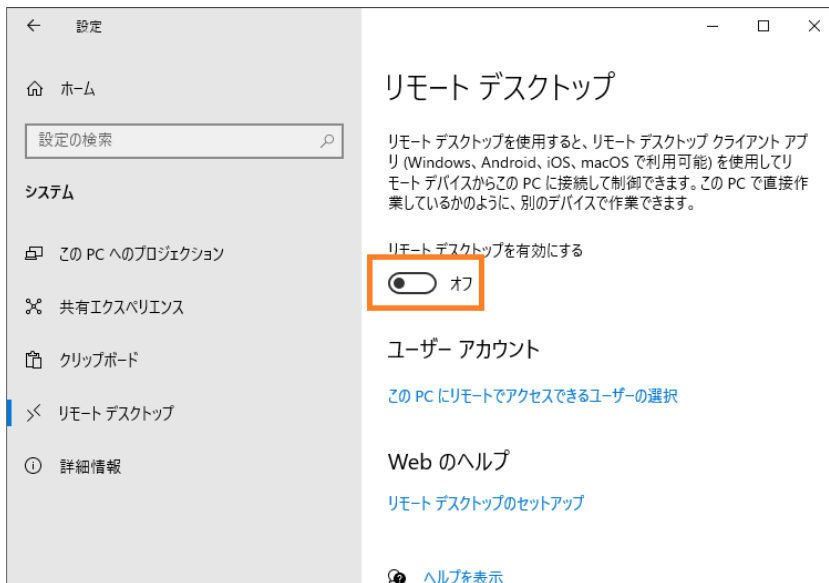 設定
ホーム
設定の検索
システム
この PC へのプロジェクション
共有エクスペリエンス
クリップボード
リモート デスクトップ
詳細情報
リモート デスクトップ
リモート デスクトップを使用すると、リモート デスクトップ クライアント アプ
リ (Windows、Android、iOS、macOS で利用可能) を使用してリ
モート デバイスからこの PC に接続して制御できます。この PC で直接作
業しているかのように、別のデバイスで作業できます。
リモート デスクトップを有効にする
オフ
ユーザー アカウント
この PC にリモートでアクセスできるユーザーの選択
Web のヘルプ
リモート デスクトップのセットアップ
ヘルプを表示